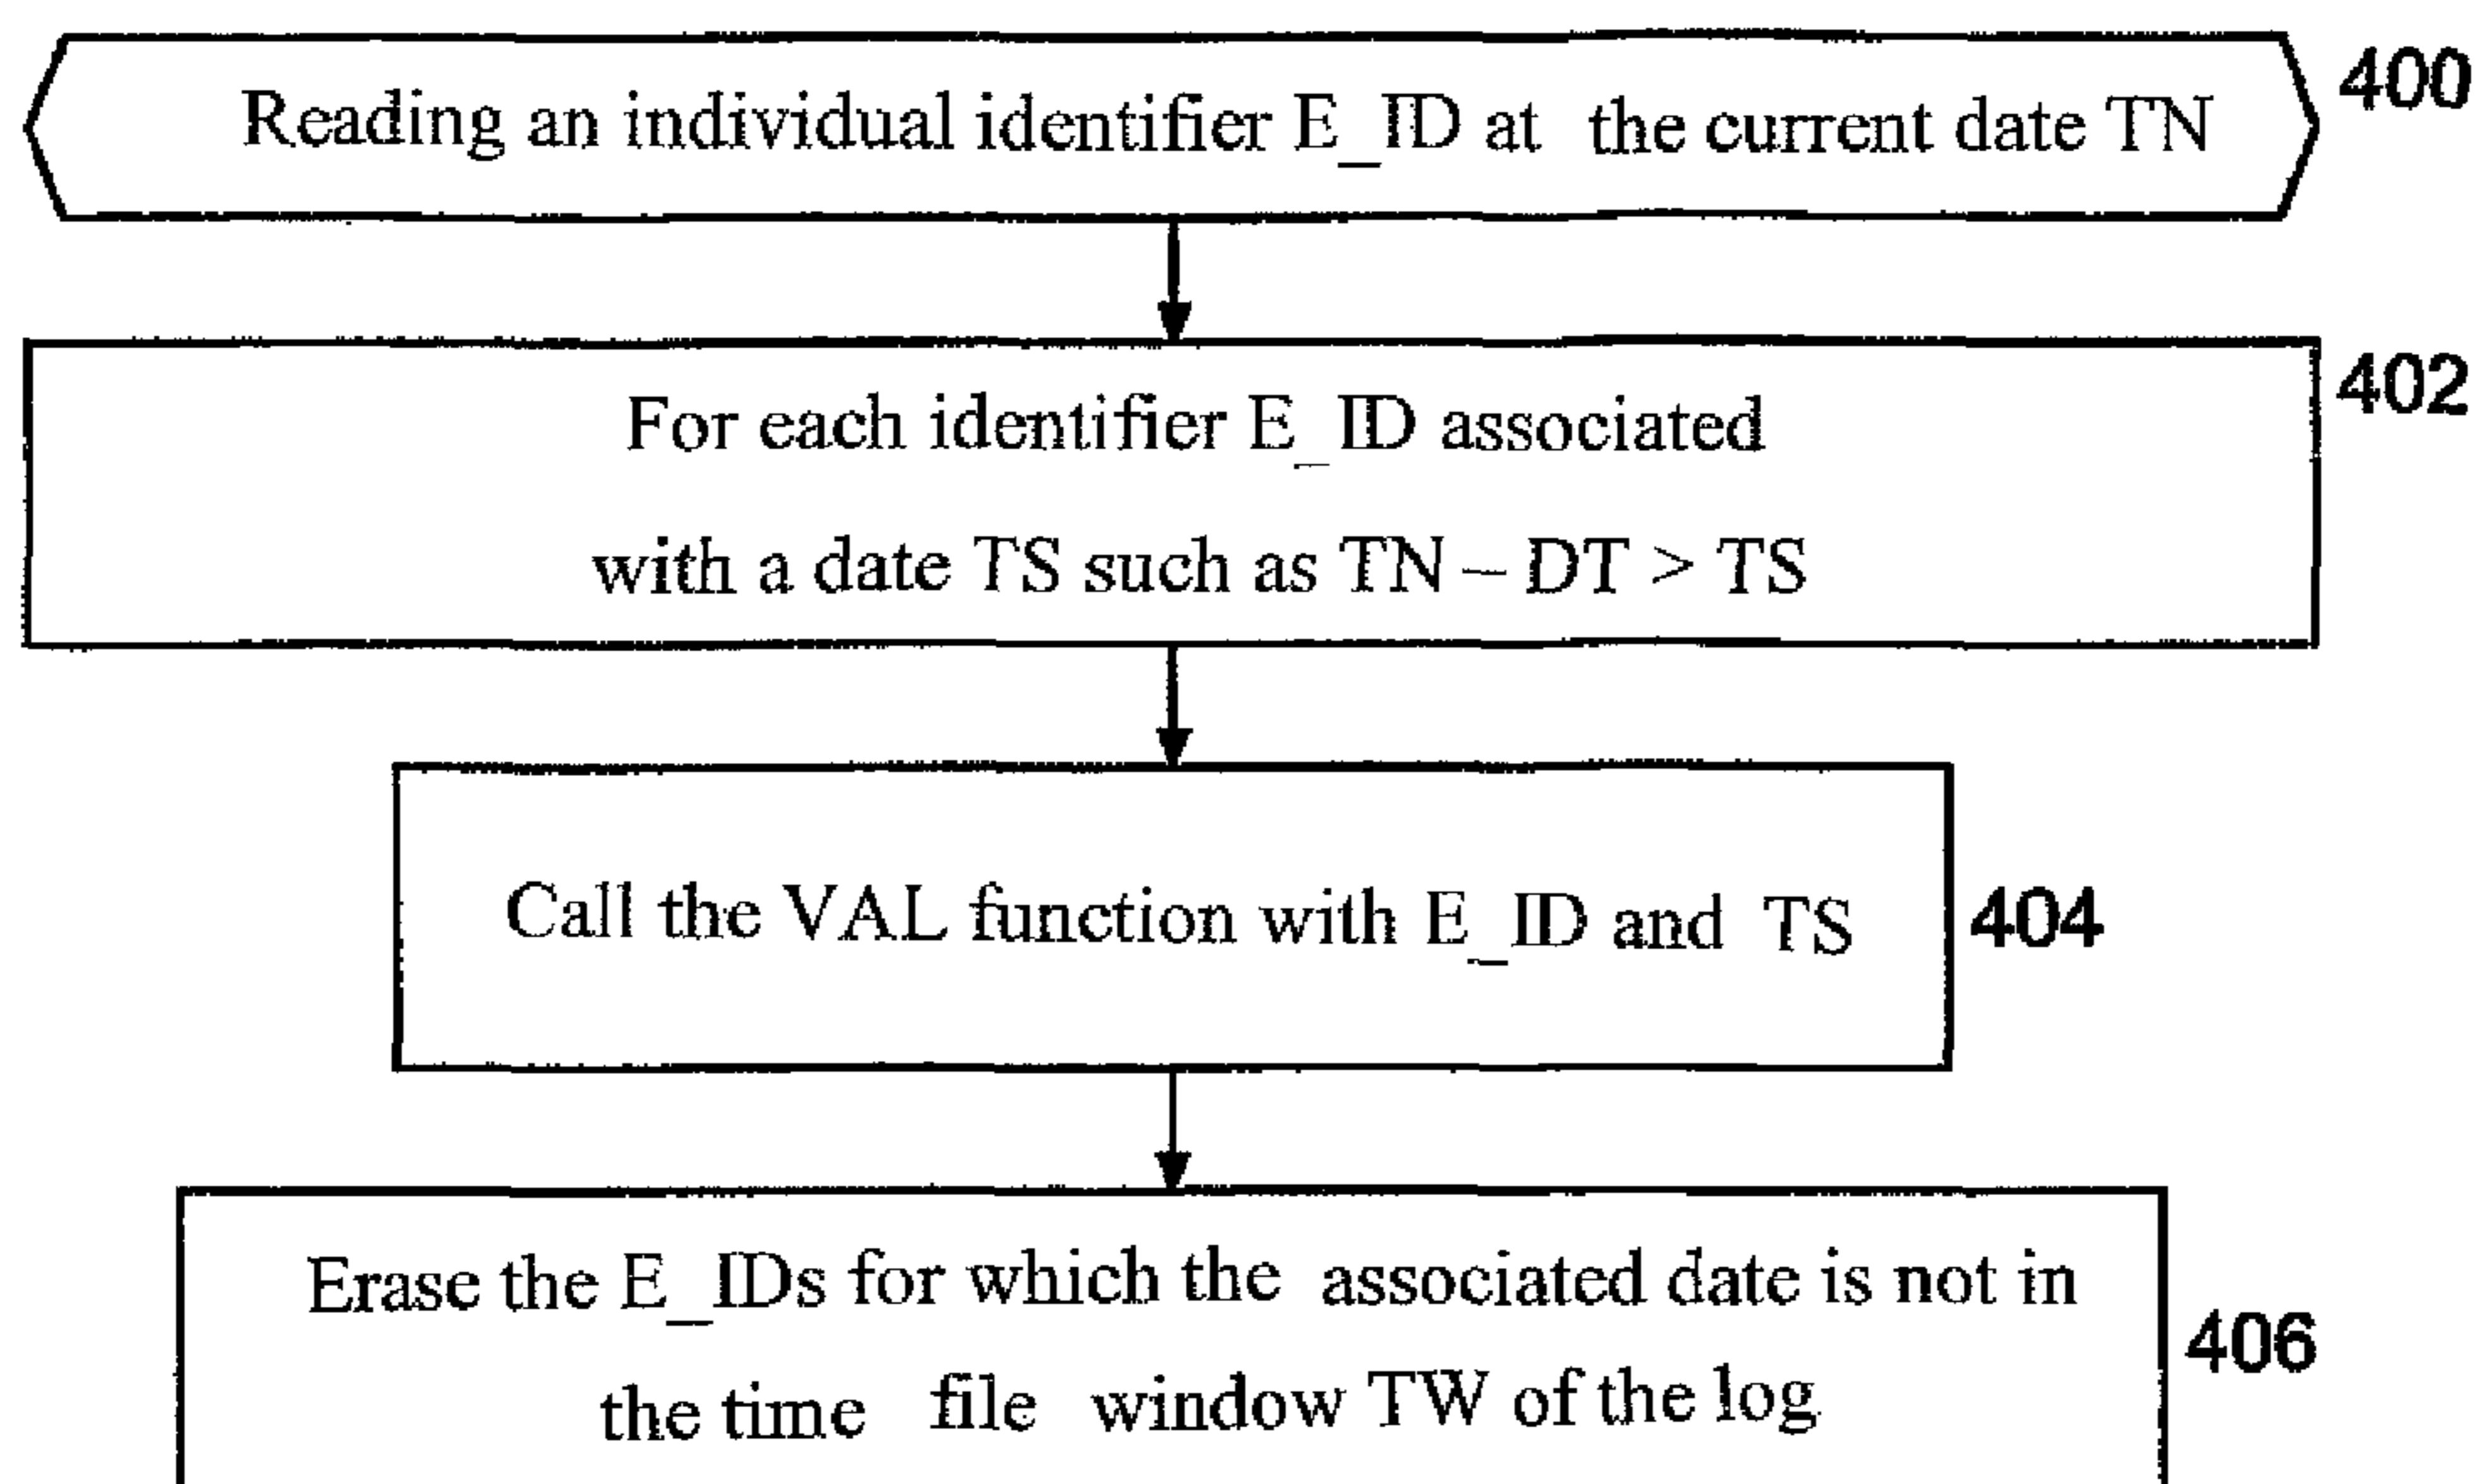 Reading an individual identifier E_ID at the current date TN
400
For each identifier E_ID associated
402
with a date TS such as TN – DT > TS
Call the VAL function with E_ID and TS
404
Erase the E_IDs for which the associated date is not in
406
the time file window TW of the log